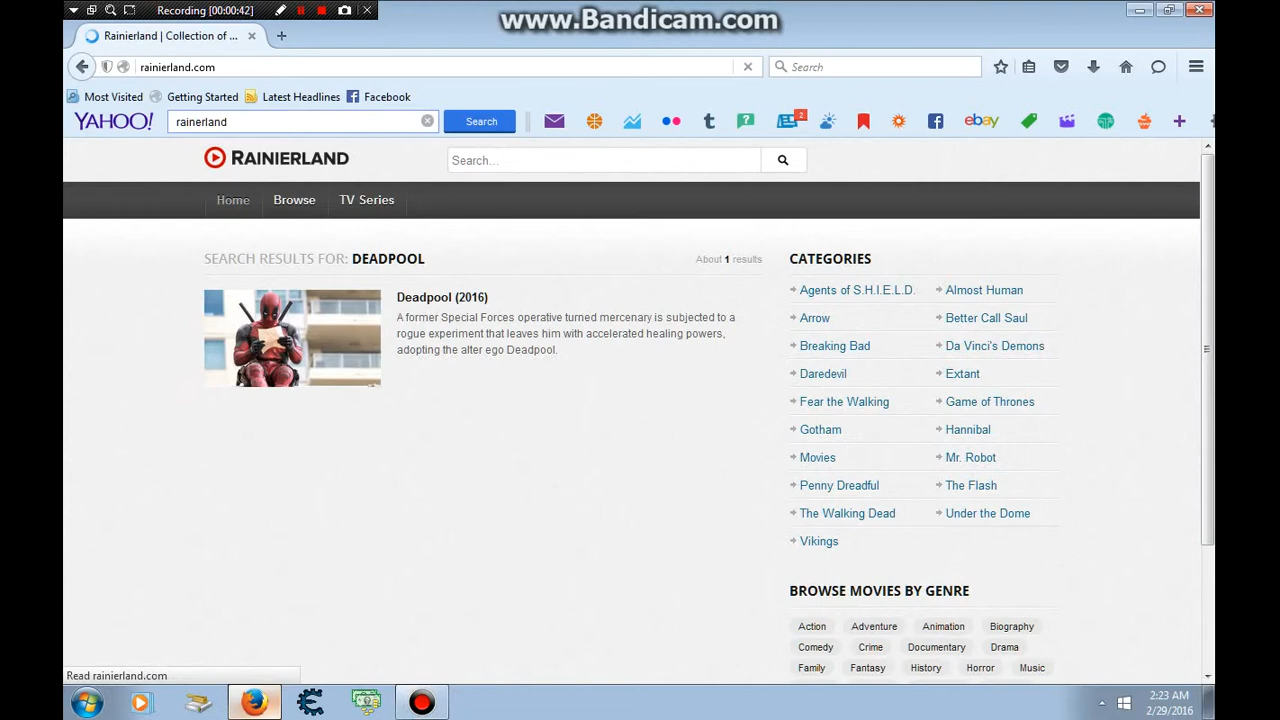 Recording [00:00:42]
www.Bandicam.com
Rainierland | Collection of ...
rainierland.com
Search
Most Visited
Getting Started
Latest Headlines
Facebook
YAHOO!
rainerland
Search
2
ebay
RAINIERLAND
Search...
Home
Browse
TV Series
SEARCH RESULTS FOR: DEADPOOL
About 1 results
Deadpool (2016)
A former Special Forces operative turned mercenary is subjected to a
rogue experiment that leaves him with accelerated healing powers,
adopting the alter ego Deadpool.
CATEGORIES
Agents of S.H.I.E.L.D.
Almost Human
Arrow
Better Call Saul
Breaking Bad
Da Vinci's Demons
Daredevil
Extant
Fear the Walking
Game of Thrones
Gotham
Hannibal
Movies
Mr. Robot
Penny Dreadful
The Flash
The Walking Dead
Under the Dome
Vikings
BROWSE MOVIES BY GENRE
Action
Adventure
Animation
Biography
Comedy
Crime
Documentary
Drama
Family
Fantasy
History
Horror
Music
Read rainierland.com
2:23 AM
2/29/2016